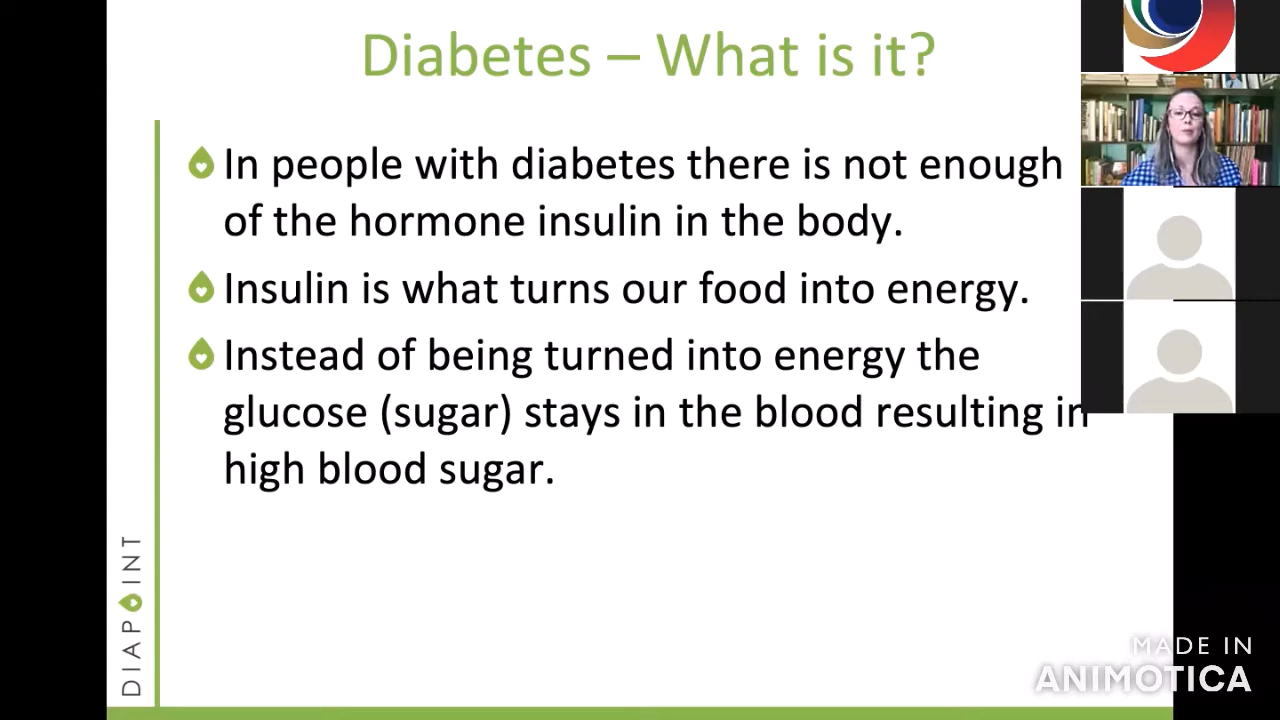 Diabetes – What is it?
In people with diabetes there is not enough
of the hormone insulin in the body.
Insulin is what turns our food into energy.
Instead of being turned into energy the
glucose (sugar) stays in the blood resulting in
high blood sugar.
DIAPOINT
MADE IN
ANIMOTICA